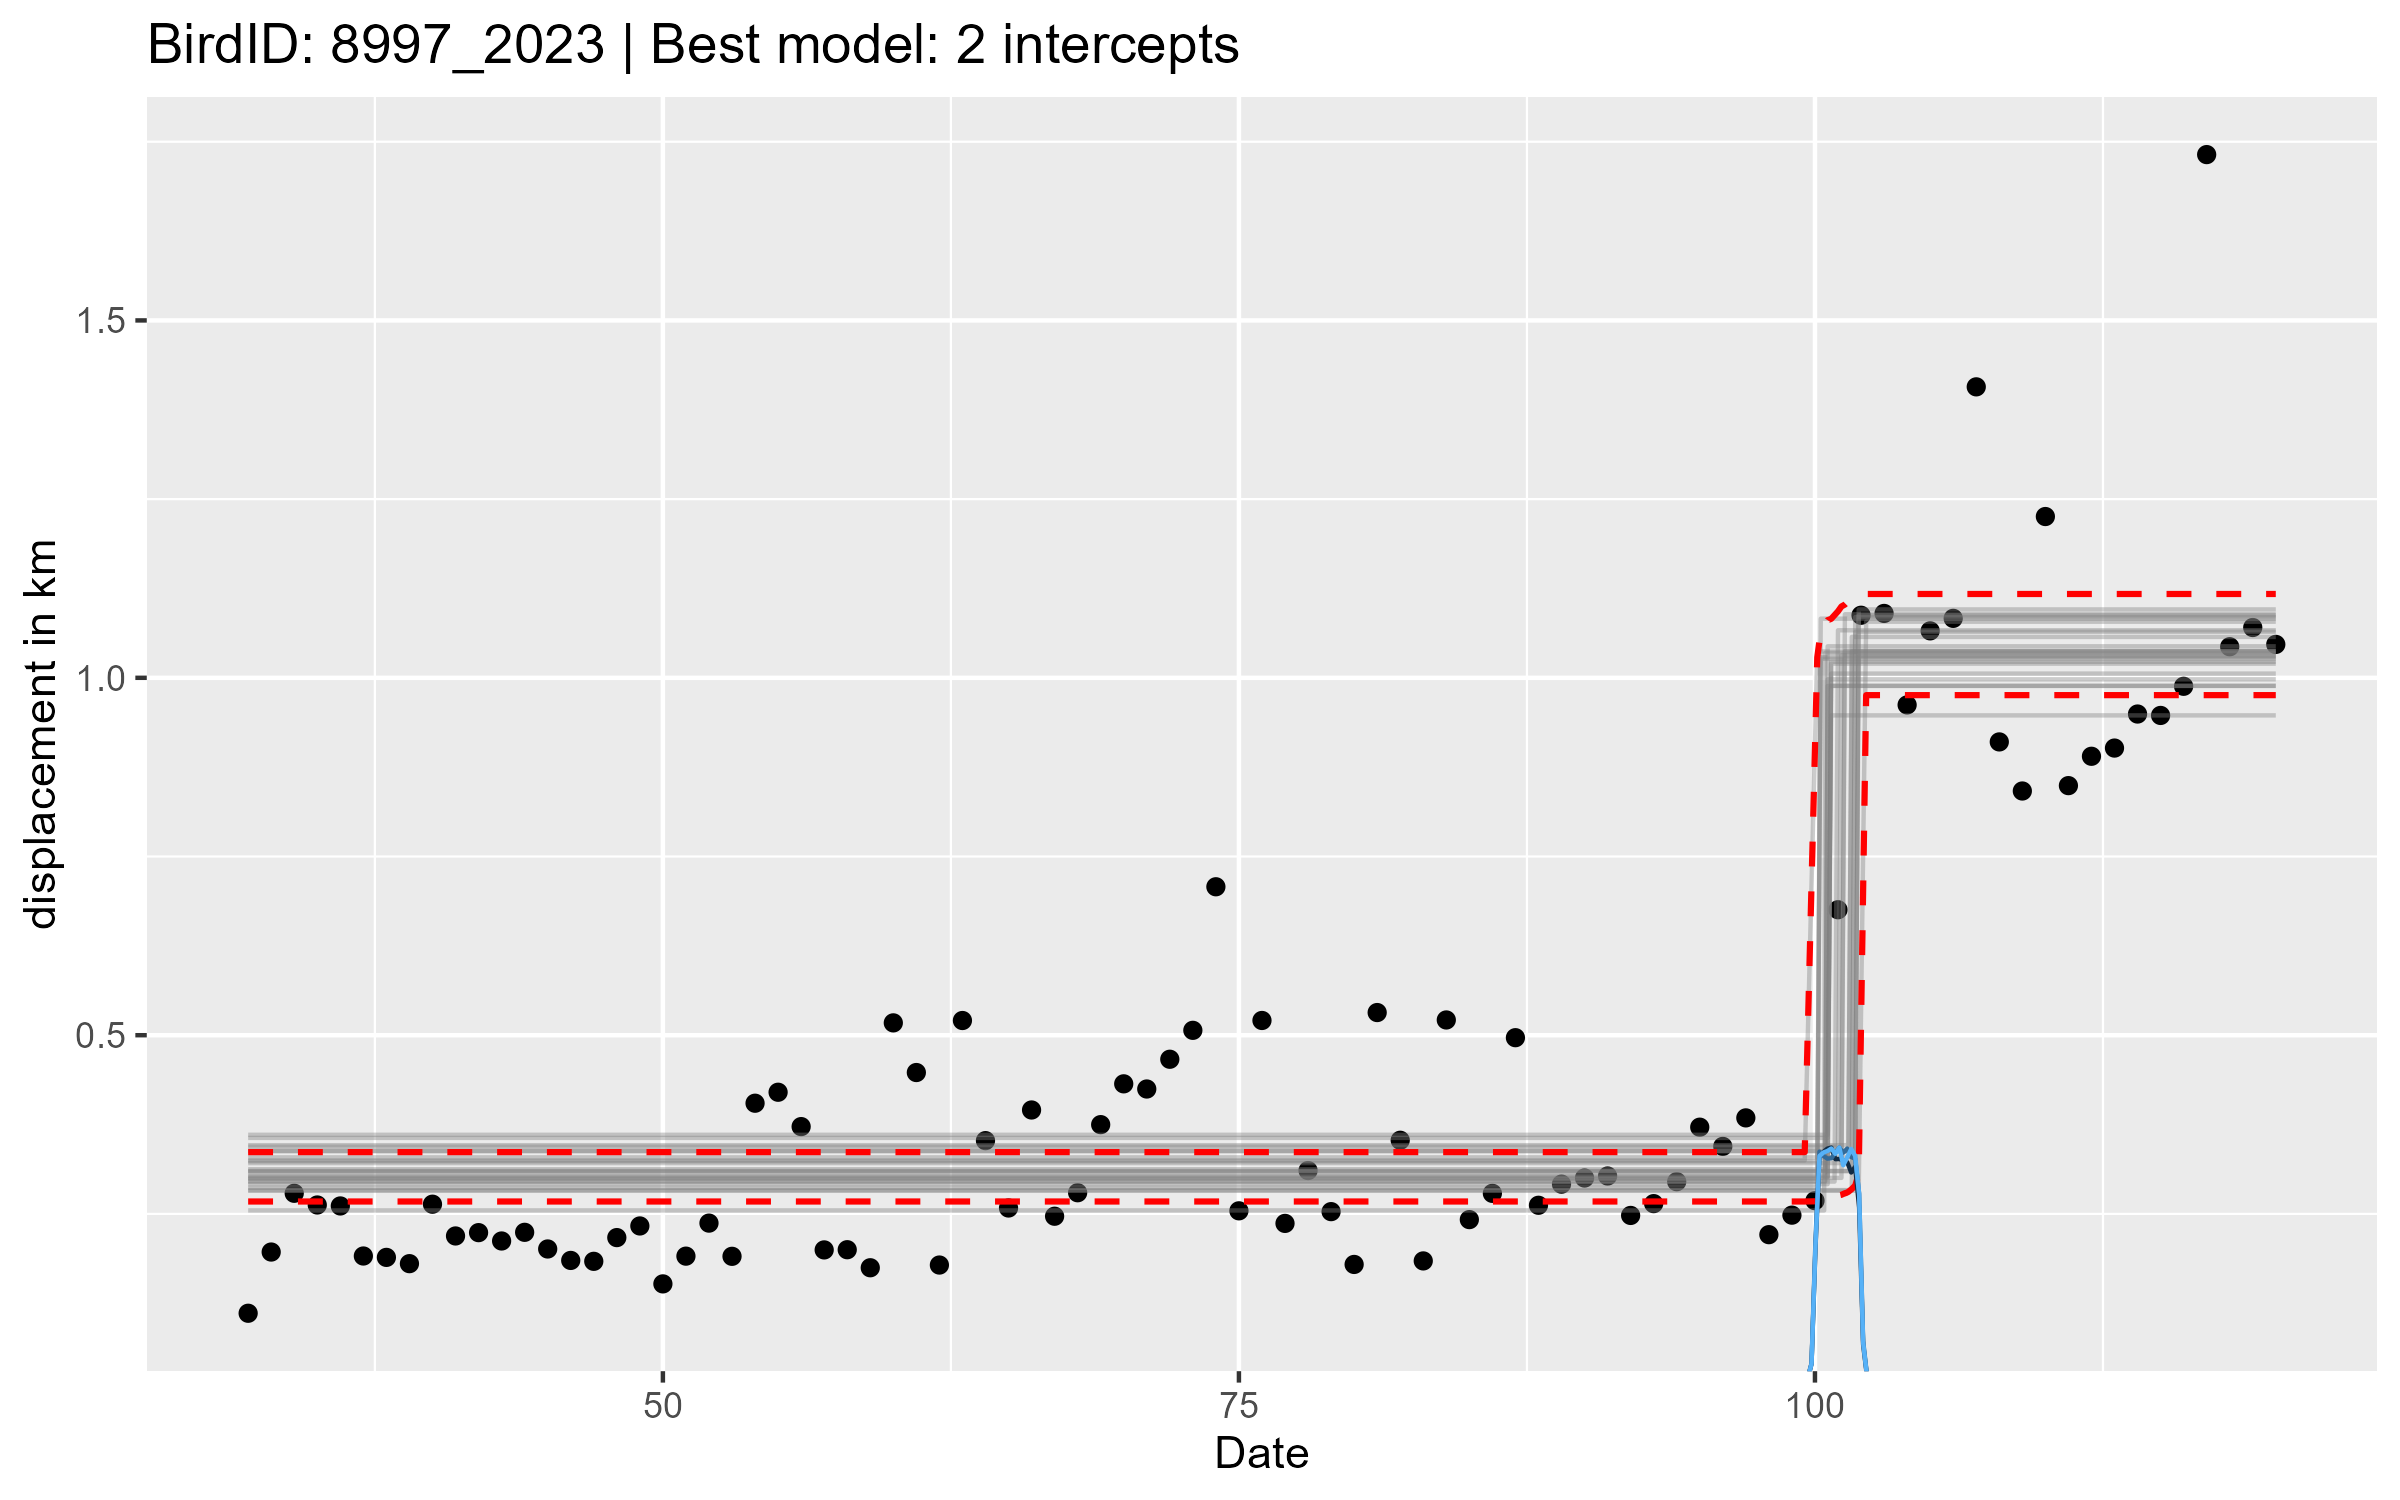 BirdID: 8997_2023 | Best model: 2 intercepts
displacement in km
1.5
1.0
0.5
50
75
100
Date